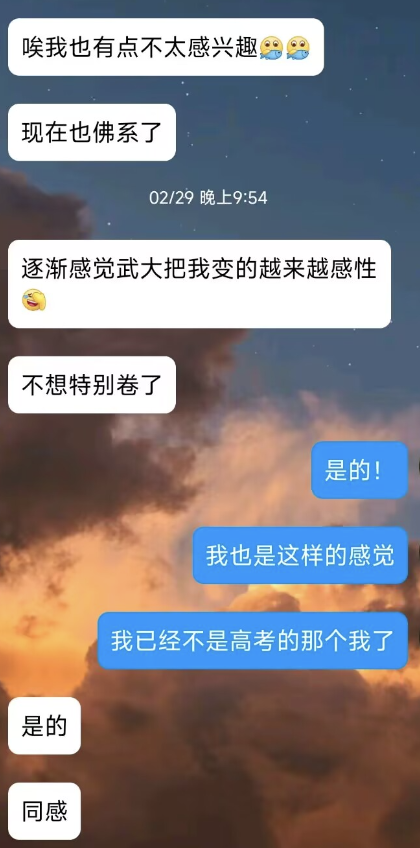 唉我也有点不太感兴趣
现在也佛系了
02/29 晚上9:54
逐渐感觉武大把我变的越来越感性
不想特别卷了
是的!
我也是这样的感觉
我已经不是高考的那个我了
是的
同感